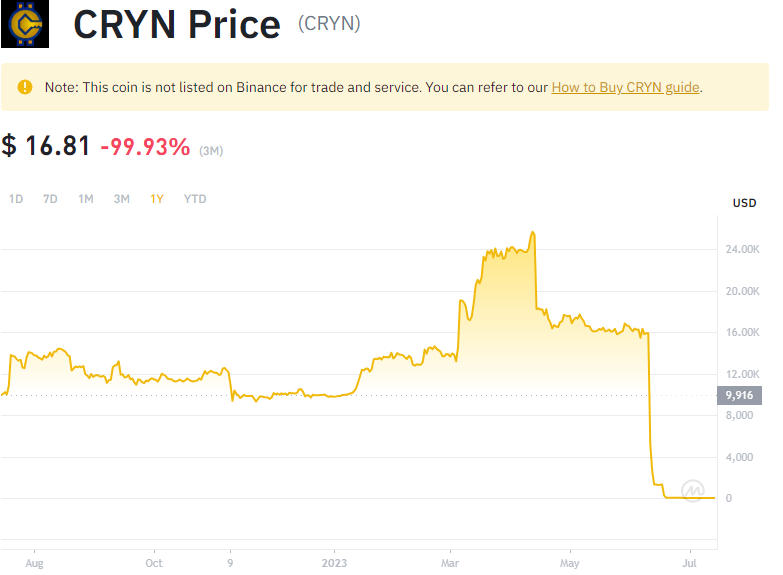 CRYN Price (CRYN)
Note: This coin is not listed on Binance for trade and service. You can refer to our How to Buy CRYN guide.
$ 16.81 -99.93% (3M)
1D 7D 1M 3M 1Y YTD
USD
24.00K
20.00K
16.00K
12.00K
9,916
8,000
4,000
0
Aug Oct 9 2023 Mar May Jul